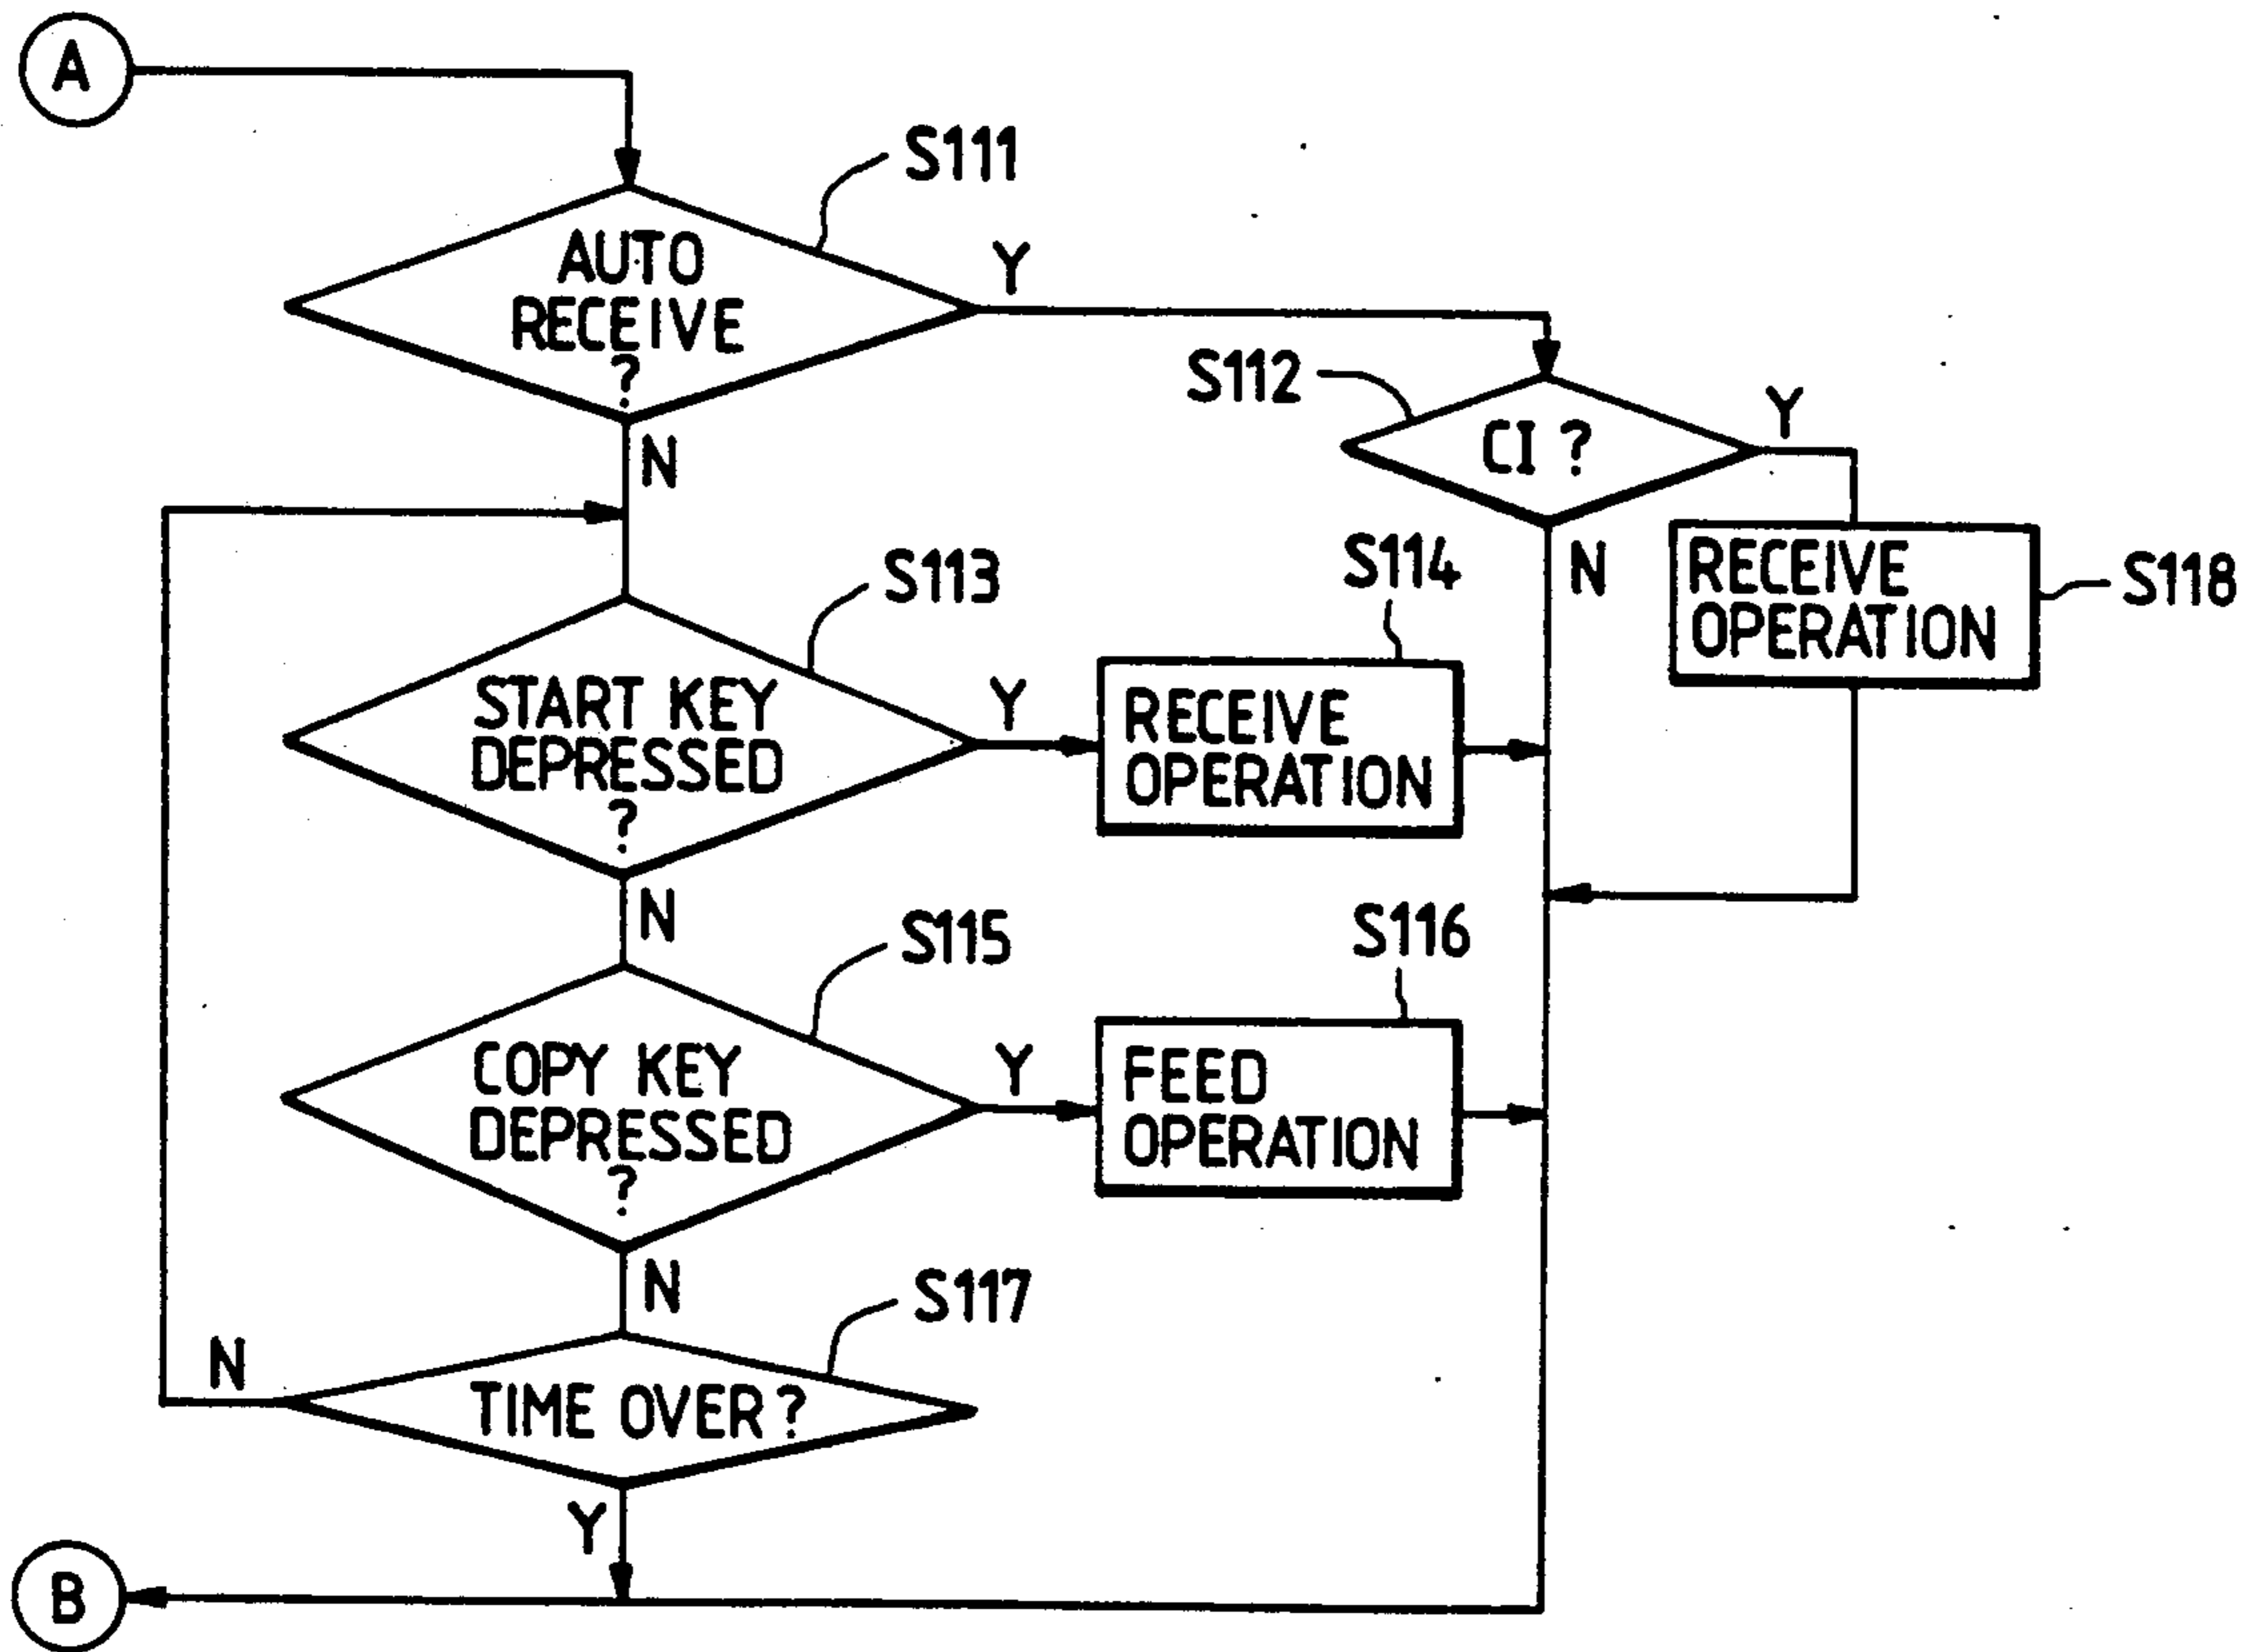 A
S111
AUTO
RECEIVE
?
Y
N
S112
CI ?
Y
N
RECEIVE
OPERATION
S118
S113
START KEY
DEPRESSED
?
Y
N
S114
RECEIVE
OPERATION
S115
COPY KEY
DEPRESSED
?
Y
N
S116
FEED
OPERATION
S117
TIME OVER ?
N
Y
B